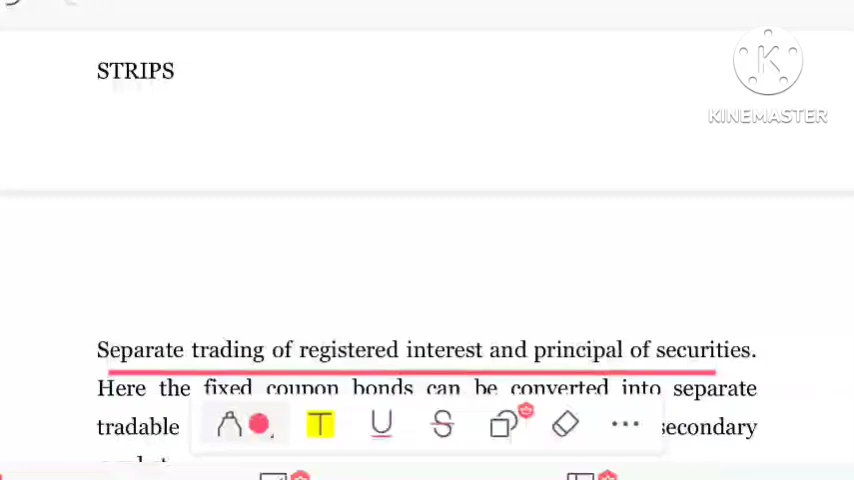 STRIPS
KINEMASTER
Separate trading of registered interest and principal of securities.
Here the fixed coupon bonds can be converted into separate
tradable secondary